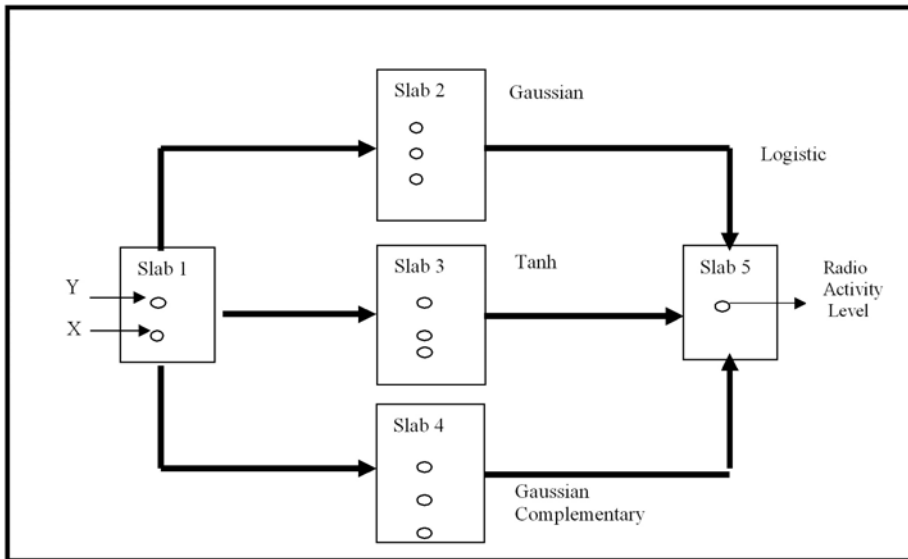 Slab 2
Gaussian
Logistic
Slab 1
Y
X
Slab 3
Tanh
Slab 5
Radio
Activity
Level
Slab 4
Gaussian
Complementary